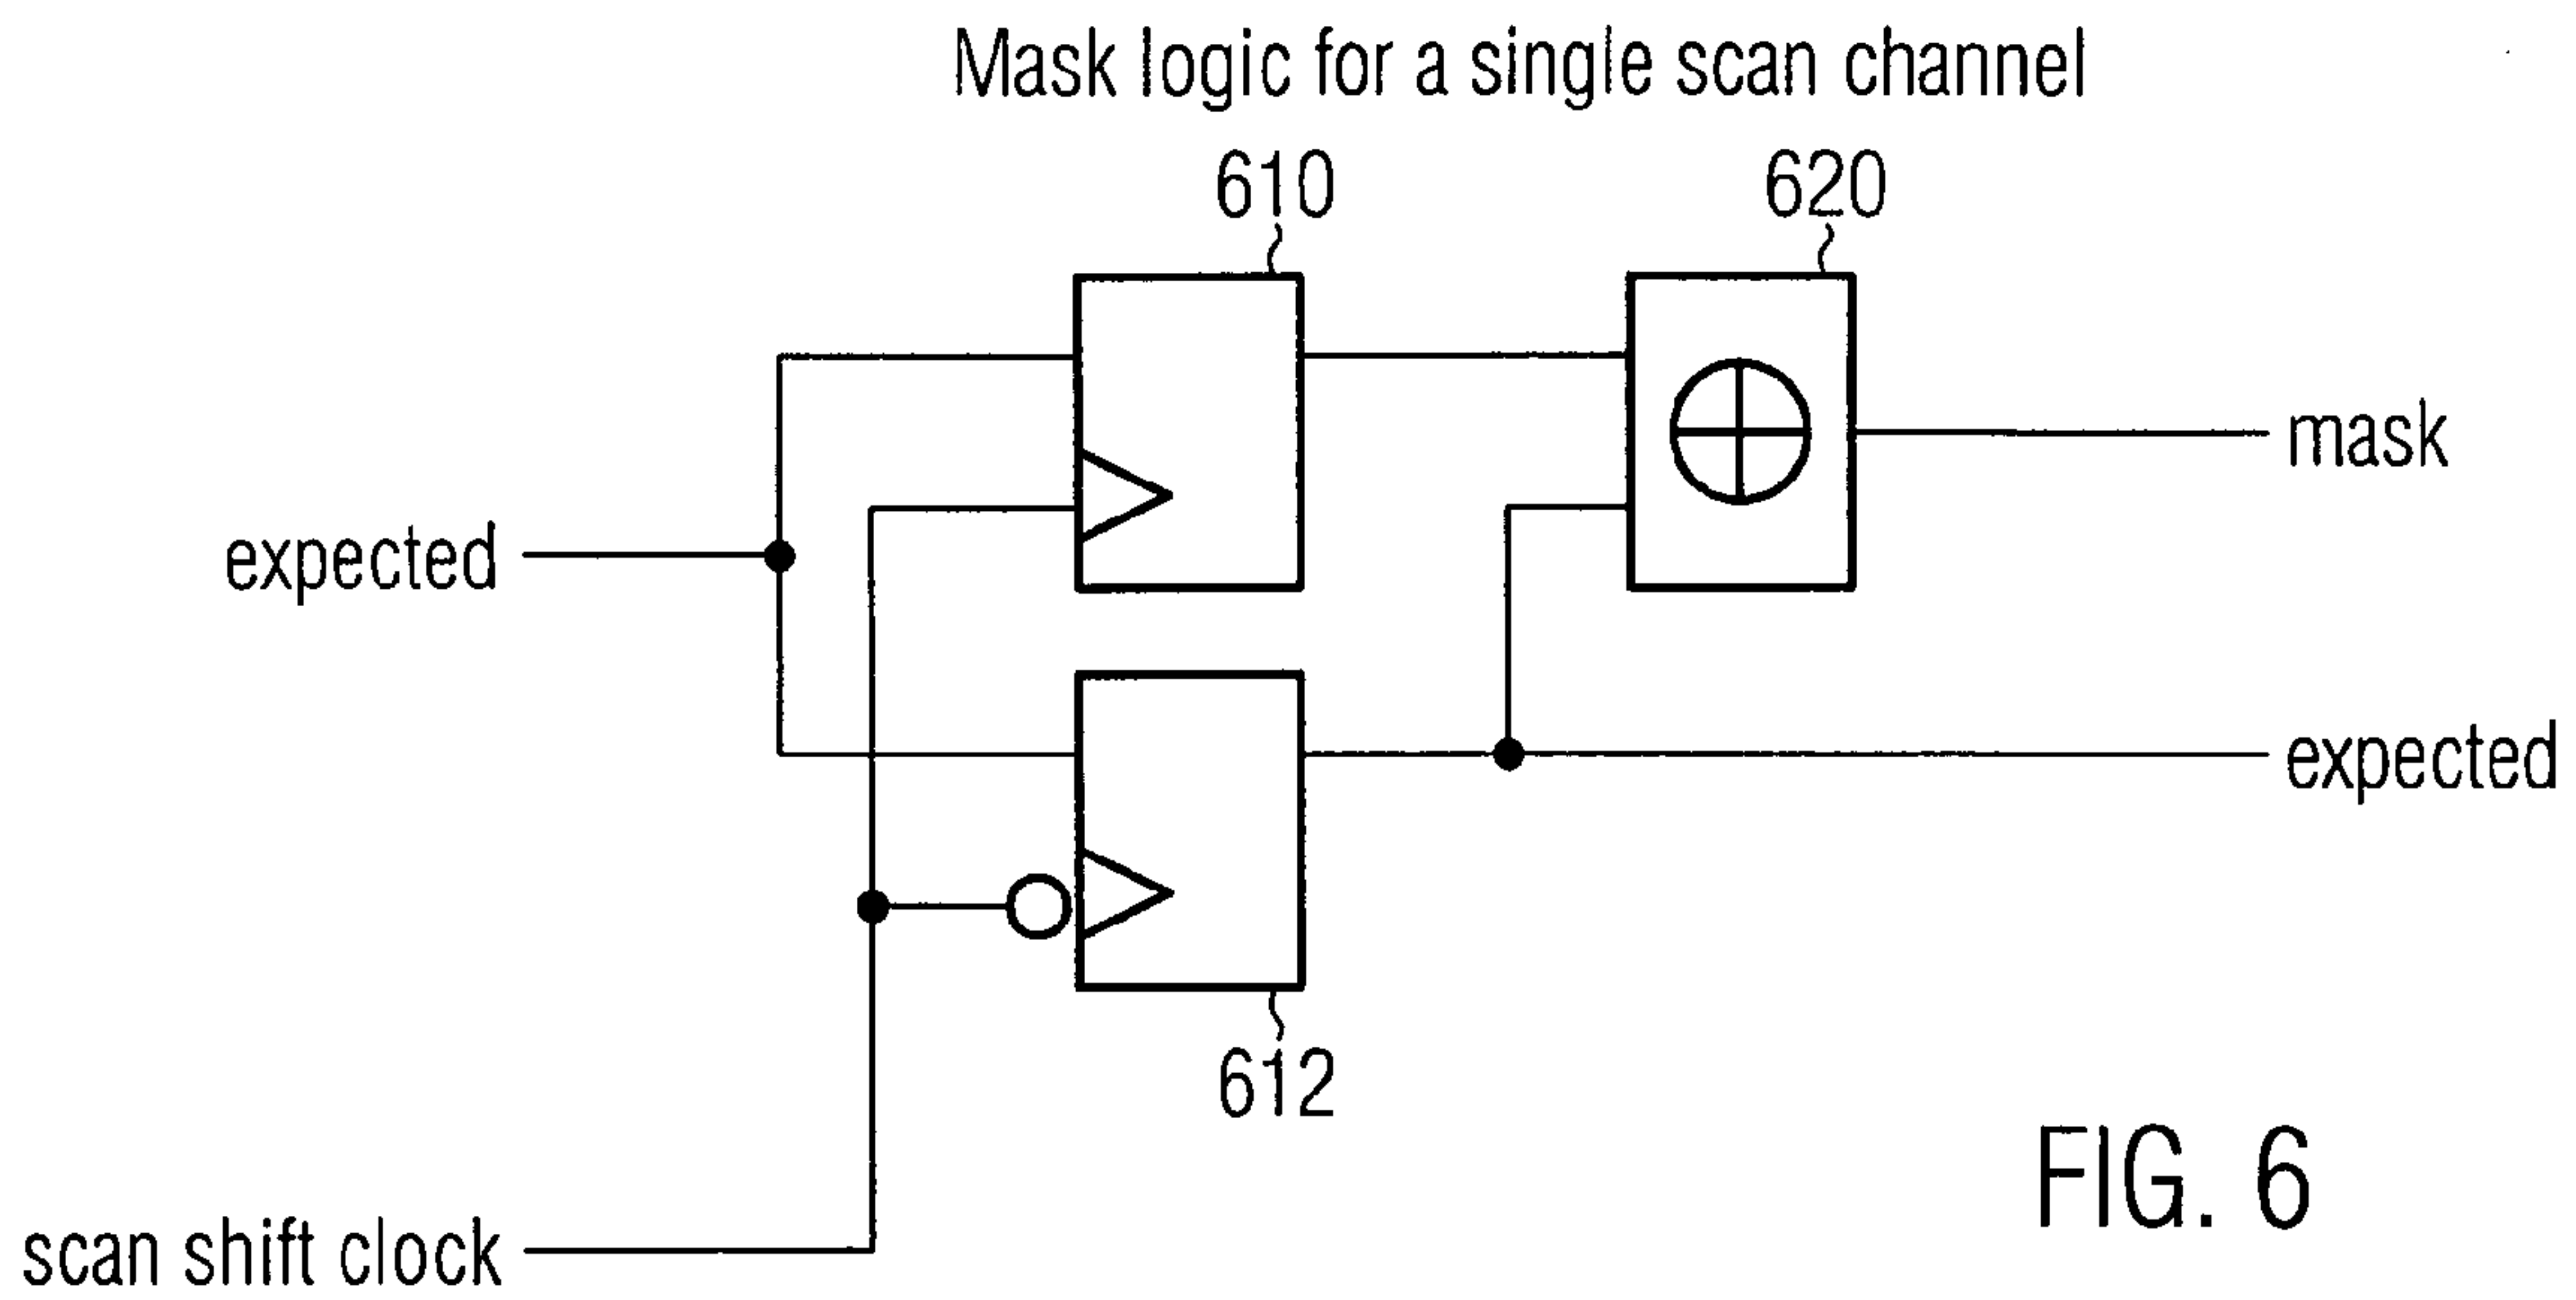 Mask logic for a single scan channel
610
620
mask
expected
expected
612
scan shift clock
FIG. 6